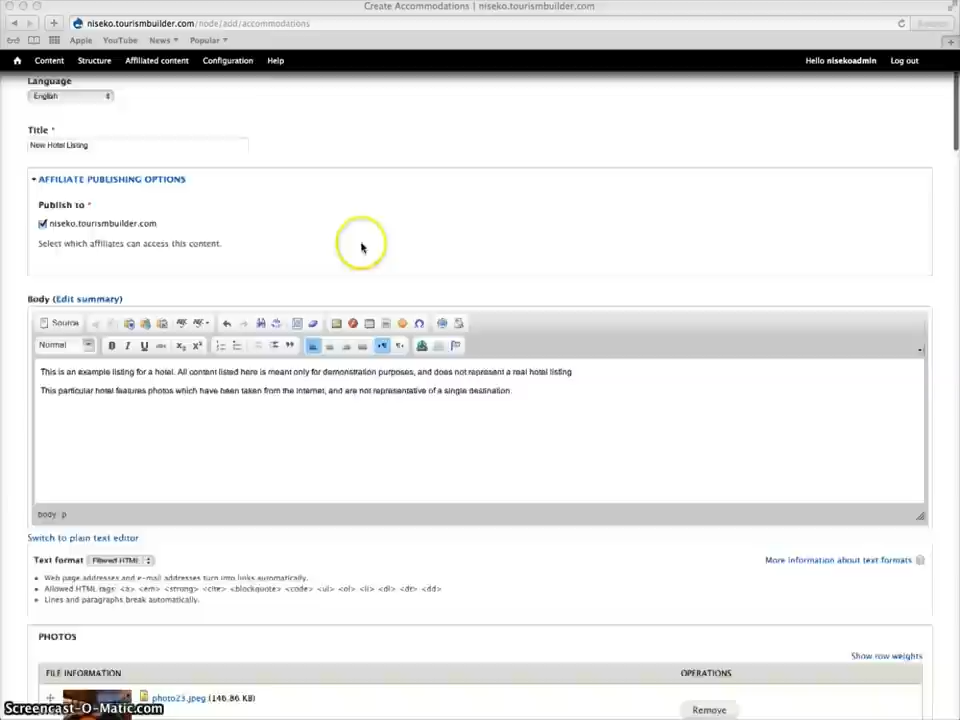 Create Accommodations | niseko.tourismbuilder.com
niseko.tourismbuilder.com/node/add/accommodations
Apple YouTube News Popular
Content Structure Affiliated content Configuration Help Hello nisekoadmin Log out
Language
English
Title *
New Hotel Listing
AFFILIATE PUBLISHING OPTIONS
Publish to *
niseko.tourismbuilder.com
Select which affiliates can access this content.
Body (Edit summary)
Source
Normal B I U ABC X₂ X²
This is an example listing for a hotel. All content listed here is meant only for demonstration purposes, and does not represent a real hotel listing
This particular hotel features photos which have been taken from the internet, and are not representative of a single destination.
body p
Switch to plain text editor
Text format Filtered HTML More information about text formats
Web page addresses and e-mail addresses turn into links automatically.
Allowed HTML tags: <a> <em> <strong> <cite> <blockquote> <code> <ul> <ol> <li> <dl> <dt> <dd>
Lines and paragraphs break automatically.
PHOTOS
Show row weights
FILE INFORMATION OPERATIONS
photo23.jpeg (146.86 KB)
Remove
Screencast-O-Matic.com